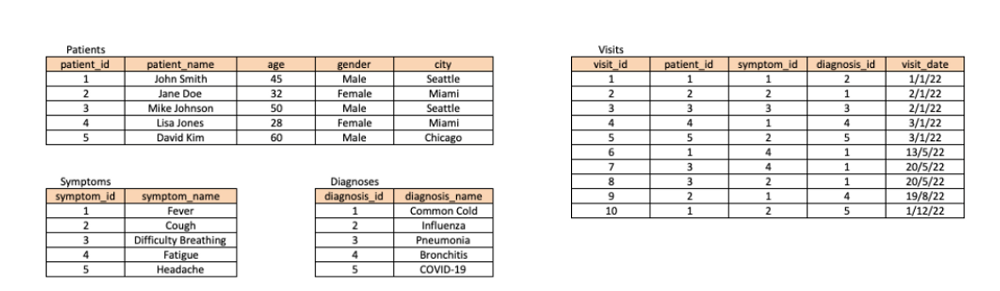 Patients
patient_id patient_name age gender city
1 John Smith 45 Male Seattle
2 Jane Doe 32 Female Miami
3 Mike Johnson 50 Male Seattle
4 Lisa Jones 28 Female Miami
5 David Kim 60 Male Chicago
Symptoms
symptom_id symptom_name
1 Fever
2 Cough
3 Difficulty Breathing
4 Fatigue
5 Headache
Diagnoses
diagnosis_id diagnosis_name
1 Common Cold
2 Influenza
3 Pneumonia
4 Bronchitis
5 COVID-19
Visits
visit_id patient_id symptom_id diagnosis_id visit_date
1 1 1 2 1/1/22
2 2 2 1 2/1/22
3 3 3 3 2/1/22
4 4 1 4 3/1/22
5 5 2 5 3/1/22
6 1 4 1 13/5/22
7 3 4 1 20/5/22
8 3 2 1 20/5/22
9 2 1 4 19/8/22
10 1 2 5 1/12/22